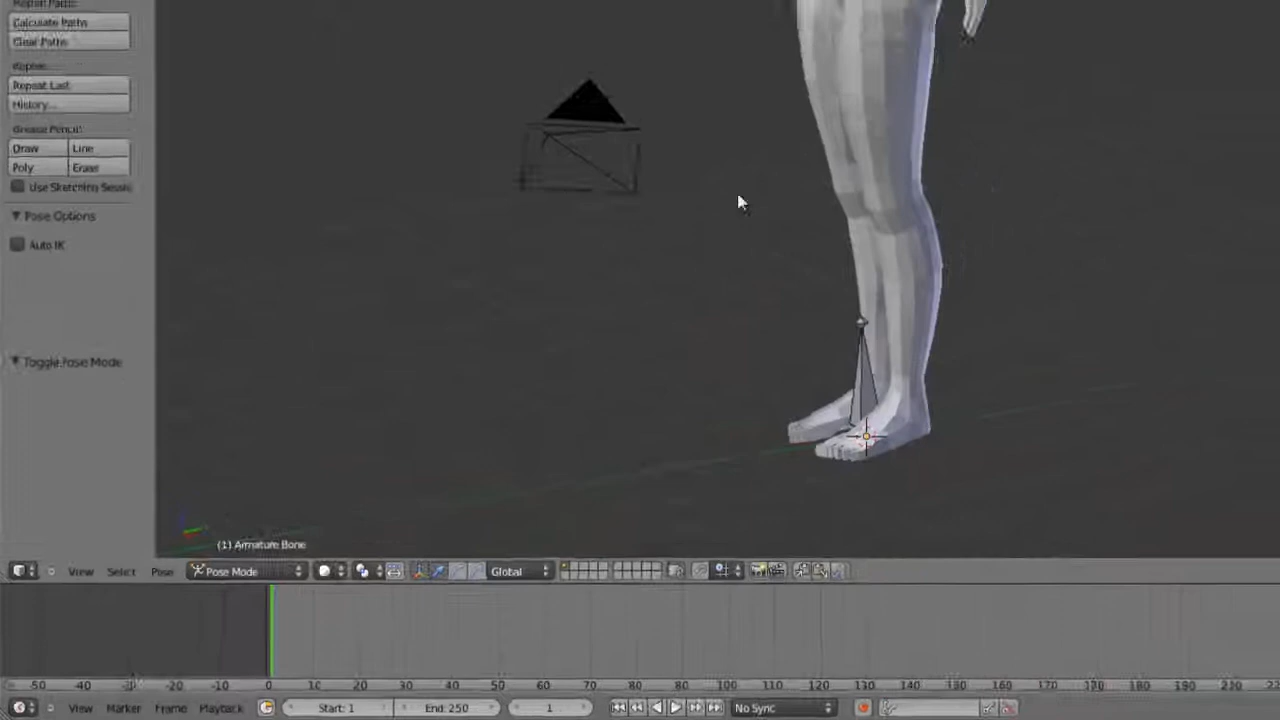 Calculate Paths
Clear Paths
Repeat Last
History...
Grease Pencil:
Draw Line
Poly Erase
Use Sketching Sessio
Pose Options
Auto IK
Toggle Pose Mode
(1) Armature Bone
View Select Pose Pose Mode Global
-50 -40 -20 -10 0 10 20 30 40 50 60 70 80 90 100 110 120 130 140 150 160 170 180 190 200 210 220
View Marker Frame Playback Start: 1 End: 250 1 No Sync